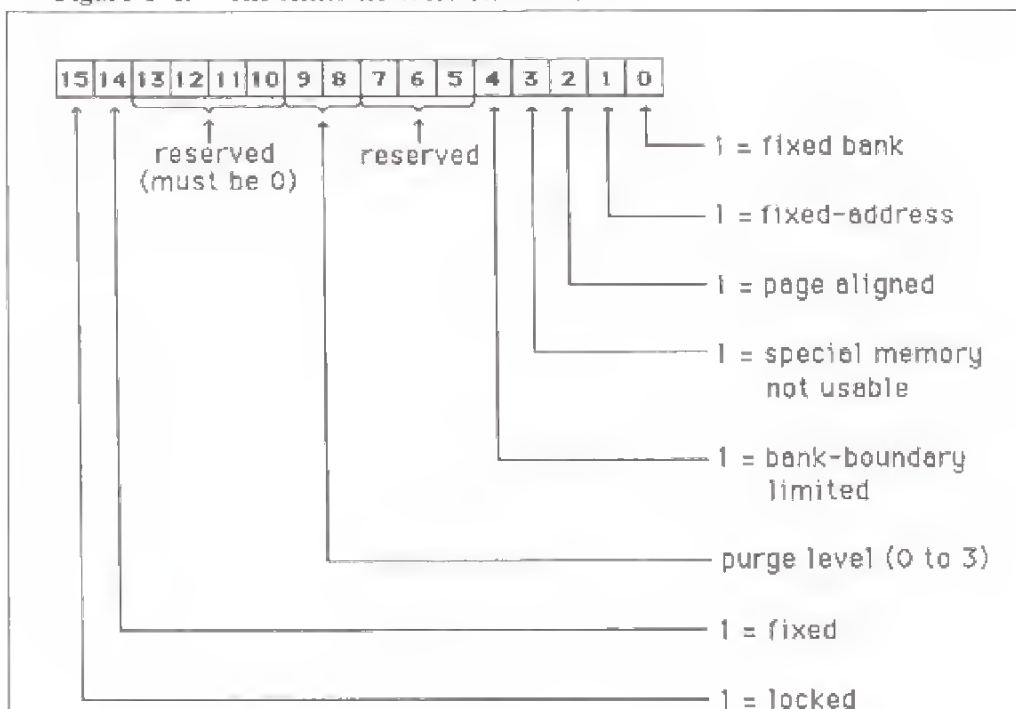 15 14 13 12 11 10 9 8 7 6 5 4 3 2 1 0
reserved
(must be 0)
reserved
1 = fixed bank
1 = fixed-address
1 = page aligned
1 = special memory
not usable
1 = bank-boundary
limited
purge level (0 to 3)
1 = fixed
1 = locked